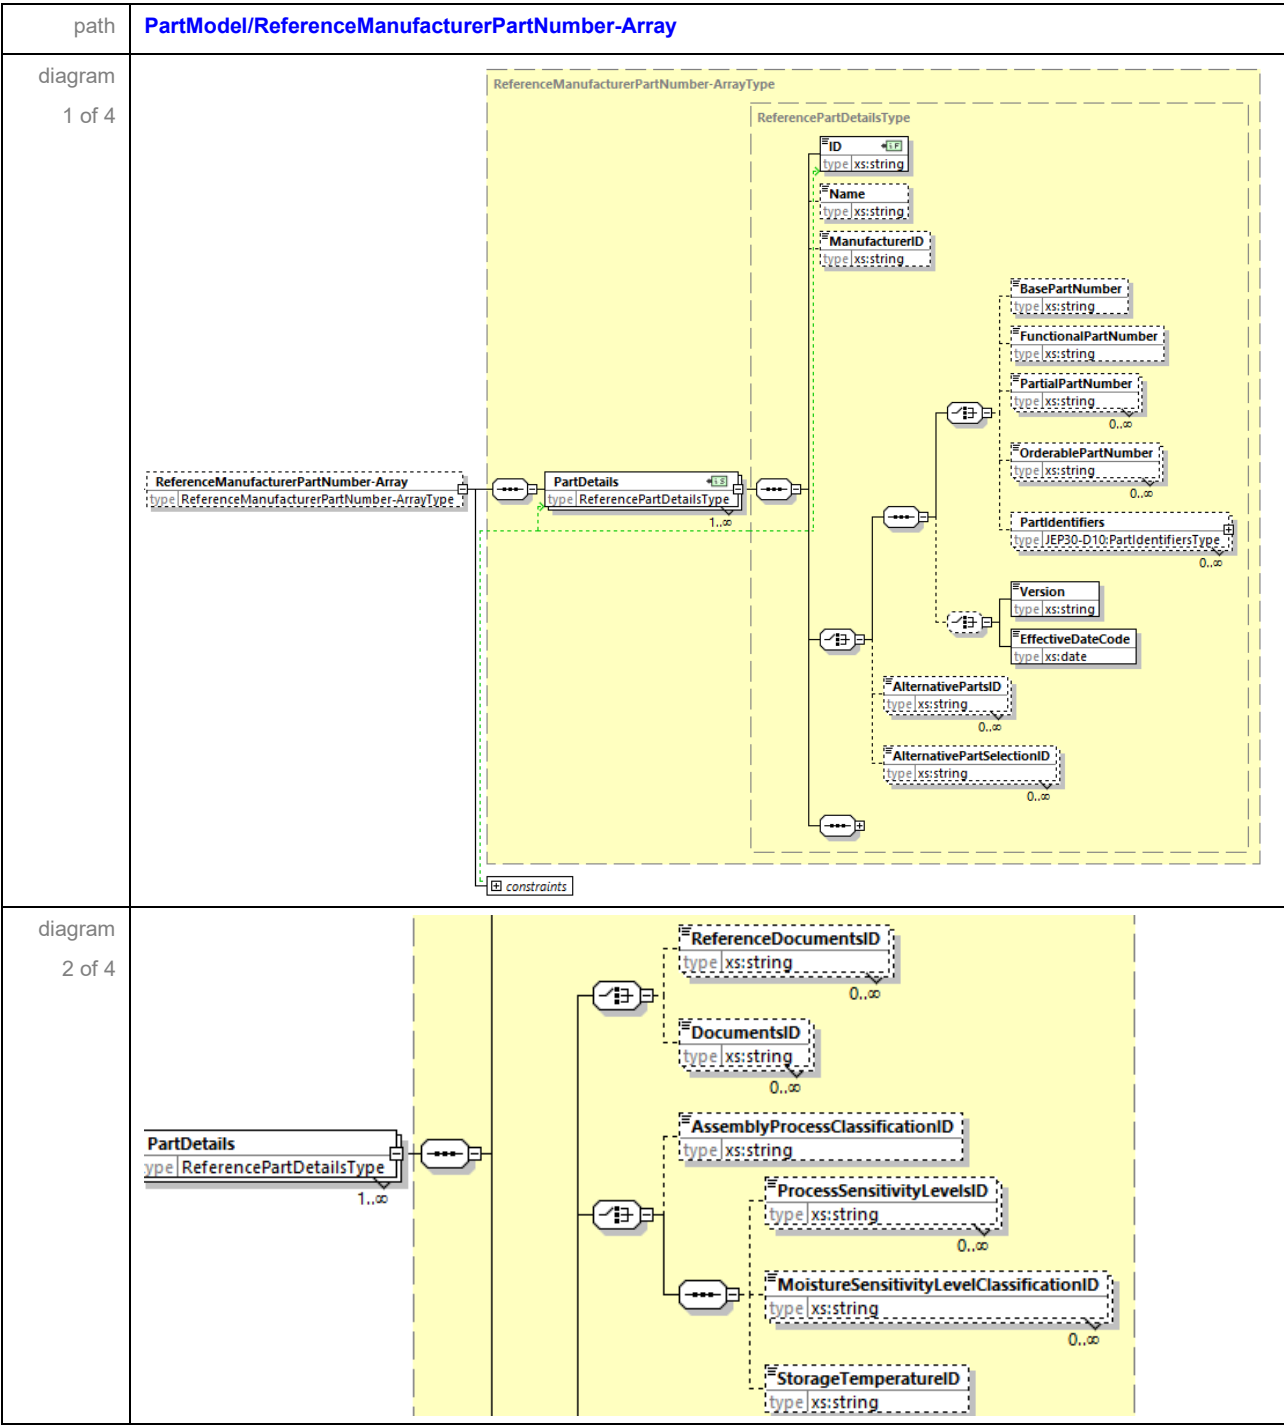 path
PartModel/ReferenceManufacturerPartNumber-Array
diagram
1 of 4
ReferenceManufacturerPartNumber-ArrayType
ReferencePartDetailsType
ID
type xs:string
Name
type xs:string
ManufacturerID
type xs:string
BasePartNumber
type xs:string
FunctionalPartNumber
type xs:string
PartialPartNumber
type xs:string
0..∞
OrderablePartNumber
type xs:string
0..∞
ReferenceManufacturerPartNumber-Array
type ReferenceManufacturerPartNumber-ArrayType
PartDetails
type ReferencePartDetailsType
1..∞
PartIdentifiers
type JEP30-D10:PartIdentifiersType
0..∞
Version
type xs:string
EffectiveDateCode
type xs:date
AlternativePartsID
type xs:string
0..∞
AlternativePartSelectionID
type xs:string
0..∞
constraints
diagram
2 of 4
ReferenceDocumentsID
type xs:string
0..∞
DocumentsID
type xs:string
0..∞
AssemblyProcessClassificationID
type xs:string
PartDetails
type ReferencePartDetailsType
1..∞
ProcessSensitivityLevelsID
type xs:string
0..∞
MoistureSensitivityLevelClassificationID
type xs:string
0..∞
StorageTemperatureID
type xs:string